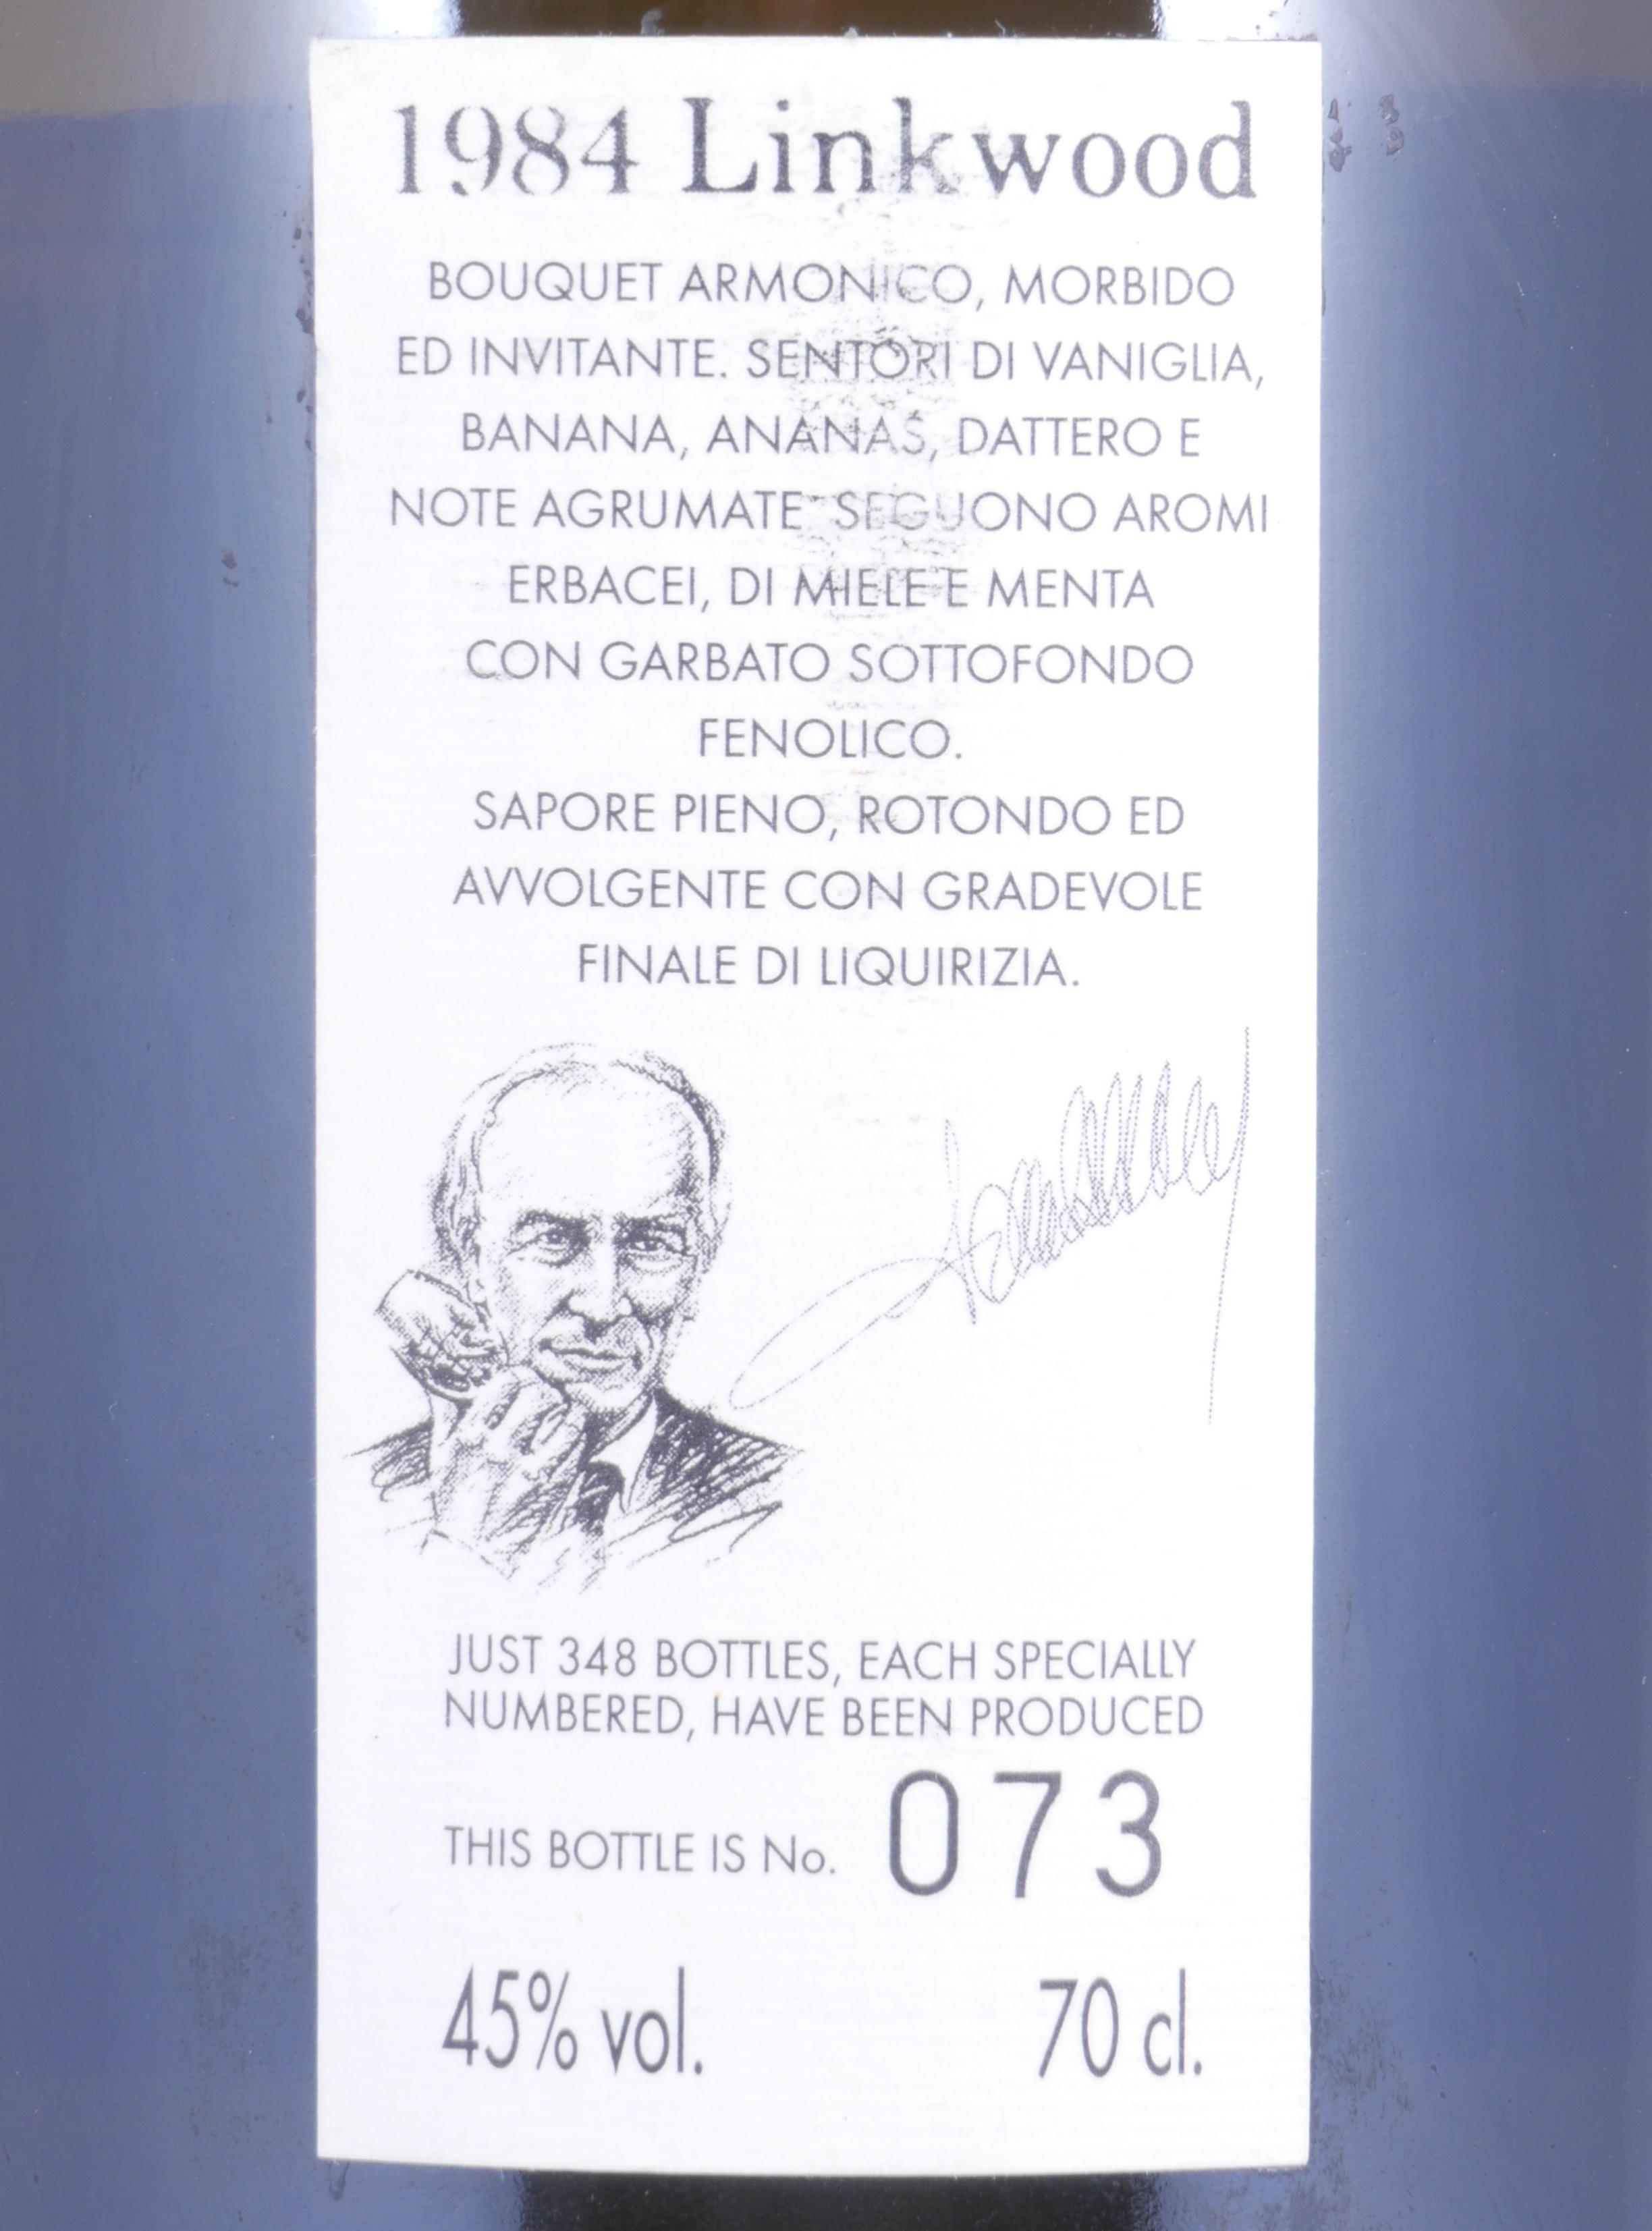 1984 Linkwood
BOUQUET ARMONICO, MORBIDO
ED INVITANTE. SENTORI DI VANIGLIA,
BANANA, ANANAS, DATTERO E
NOTE AGRUMATE. SEGUONO AROMI
ERBACEI, DI MIELE E MENTA
CON GARBATO SOTTOFONDO
FENOLICO.
SAPORE PIENO, ROTONDO ED
AVVOLGENTE CON GRADEVOLE
FINALE DI LIQUIRIZIA.
JUST 348 BOTTLES, EACH SPECIALLY
NUMBERED, HAVE BEEN PRODUCED
THIS BOTTLE IS No. 073
45% vol. 70 cl.